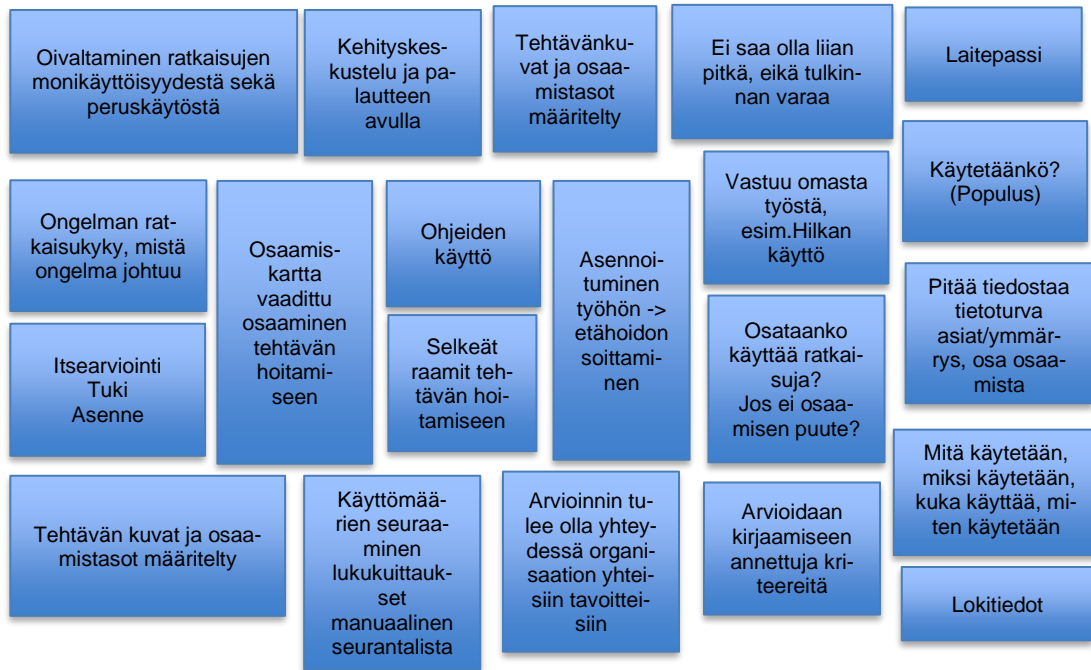 Oivaltaminen ratkaisujen
monikäyttöisyydestä sekä
peruskäytöstä
Kehityskes-
kustelu ja pa-
lautteen
avulla
Tehtävänku-
vat ja osaa-
mistasot
määritelty
Ei saa olla liian
pitkä, eikä tulkin-
nan varaa
Laitepassi
Käytetäänkö?
(Populus)
Ongelman rat-
kaisukyky, mistä
ongelma johtuu
Osaamis-
kartta
vaadittu
osaaminen
tehtävän
hoitami-
seen
Ohjeiden
käyttö
Asennoi-
tuminen
työhön ->
etähoidon
soittami-
nen
Vastuu omasta
työstä,
esim.Hilkan
käyttö
Pitää tiedostaa
tietoturva
asiat/ymmär-
rys, osa osaa-
mista
Itsearviointi
Tuki
Asenne
Selkeät
raamit teh-
tävän hoi-
tamiseen
Osataanko
käyttää ratkai-
suja?
Jos ei osaa-
misen puute?
Mitä käytetään,
miksi käytetään,
kuka käyttää, mi-
ten käytetään
Tehtävän kuvat ja osaa-
mistasot määritelty
Käyttömää-
rien seuraa-
minen
lukukuittauk-
set
manuaalinen
seurantalista
Arvioinnin tu-
lee olla yhtey-
dessä organi-
saation yhtei-
siin tavoittei-
siin
Arvioidaan
kirjaamiseen
annettuja kri-
teereitä
Lokitiedot